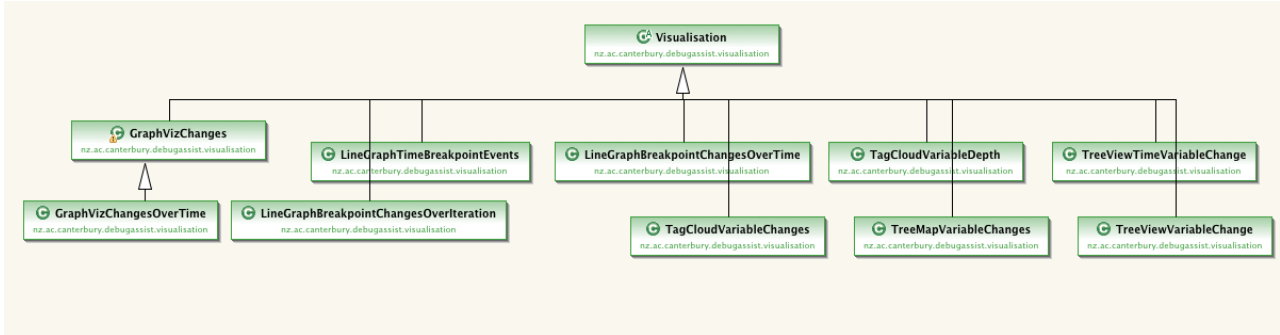 Visualisation
nz.ac.canterbury.debugassist.visualisation
GraphVizChanges
nz.ac.canterbury.debugassist.visualisation
LineGraphTimeBreakpointEvents
nz.ac.canterbury.debugassist.visualisation
LineGraphBreakpointChangesOverTime
nz.ac.canterbury.debugassist.visualisation
TagCloudVariableDepth
nz.ac.canterbury.debugassist.visualisation
TreeViewTimeVariableChange
nz.ac.canterbury.debugassist.visualisation
GraphVizChangesOverTime
nz.ac.canterbury.debugassist.visualisation
LineGraphBreakpointChangesOverIteration
nz.ac.canterbury.debugassist.visualisation
TagCloudVariableChanges
nz.ac.canterbury.debugassist.visualisation
TreeMapVariableChanges
nz.ac.canterbury.debugassist.visualisation
TreeViewVariableChange
nz.ac.canterbury.debugassist.visualisation